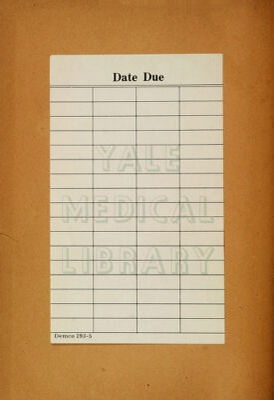 Date Due
YALE
MEDICAL
LIBRARY
Demco 293-5